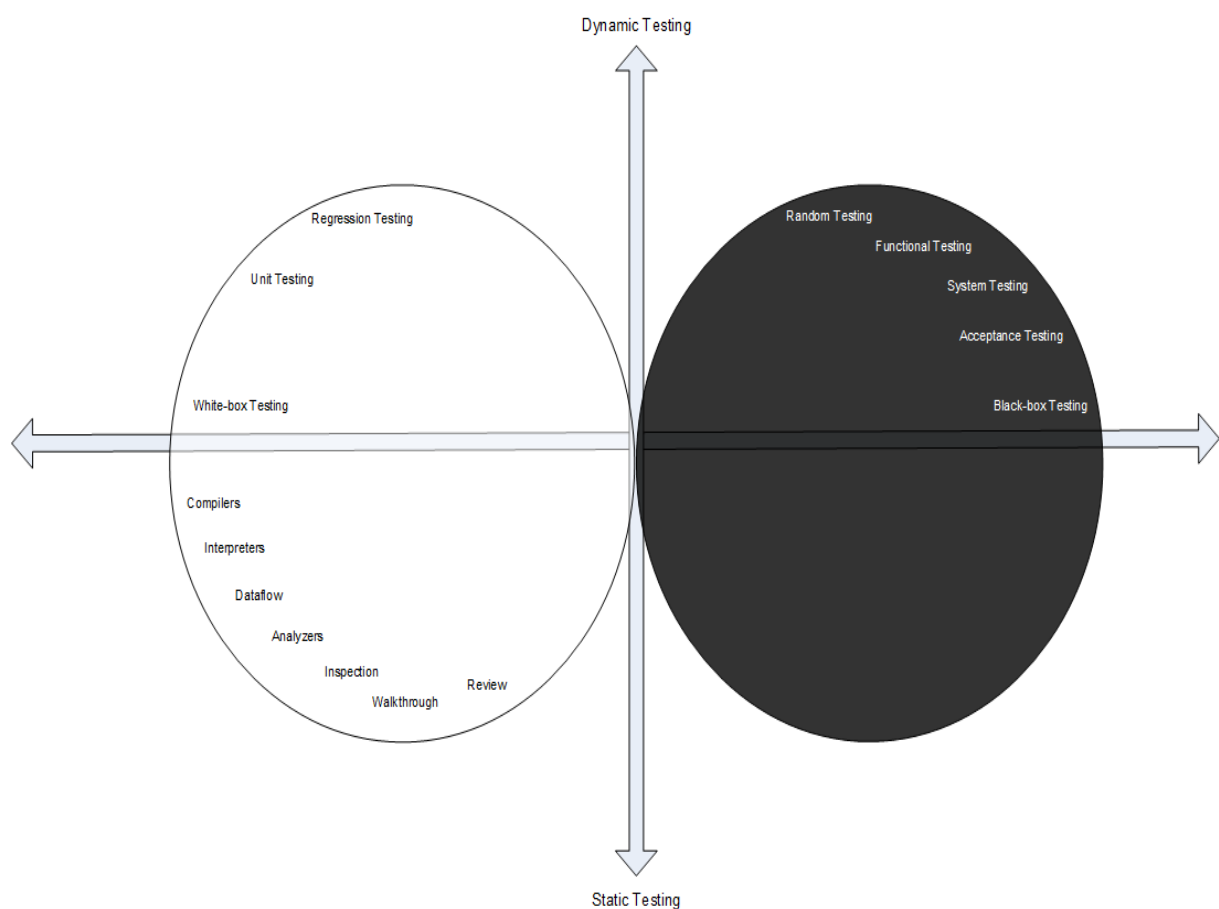 Dynamic Testing
Regression Testing
Unit Testing
White-box Testing
Compilers
Interpreters
Dataflow
Analyzers
Inspection
Walkthrough
Review
Random Testing
Functional Testing
System Testing
Acceptance Testing
Black-box Testing
Static Testing